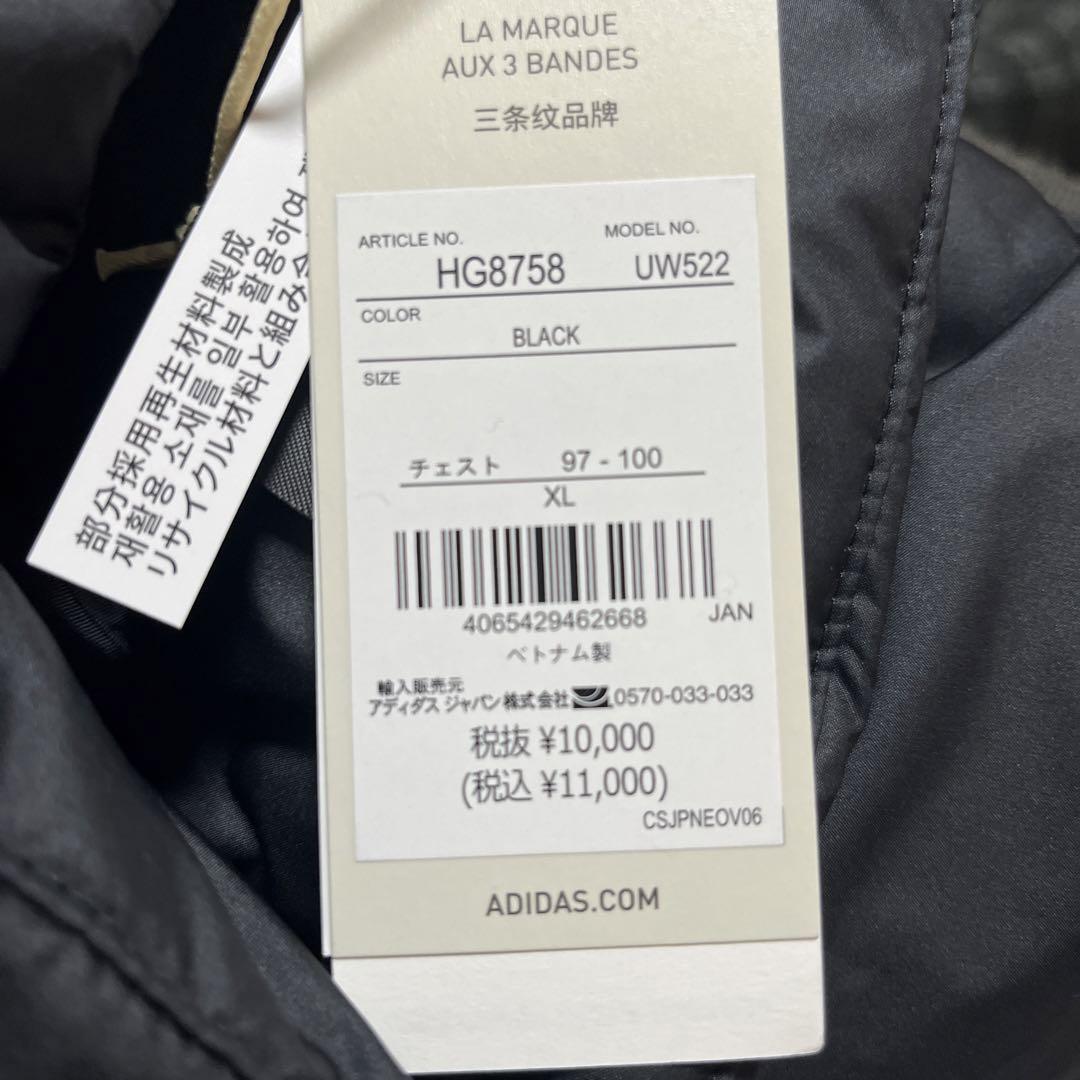 LA MARQUE
AUX 3 BANDES
三条纹品牌
ARTICLE NO. MODEL NO.
HG8758 UW522
COLOR
BLACK
SIZE
チェスト 97 - 100
XL
4065429462668 JAN
ベトナム製
輸入販売元
アディダス ジャパン株式会社 0570-033-033
税抜 ¥10,000
(税込 ¥11,000)
CSJPNEOV06
ADIDAS.COM
部分採用再生材料製成
재활용 소재를 일부 활용하여
リサイクル材料と組み